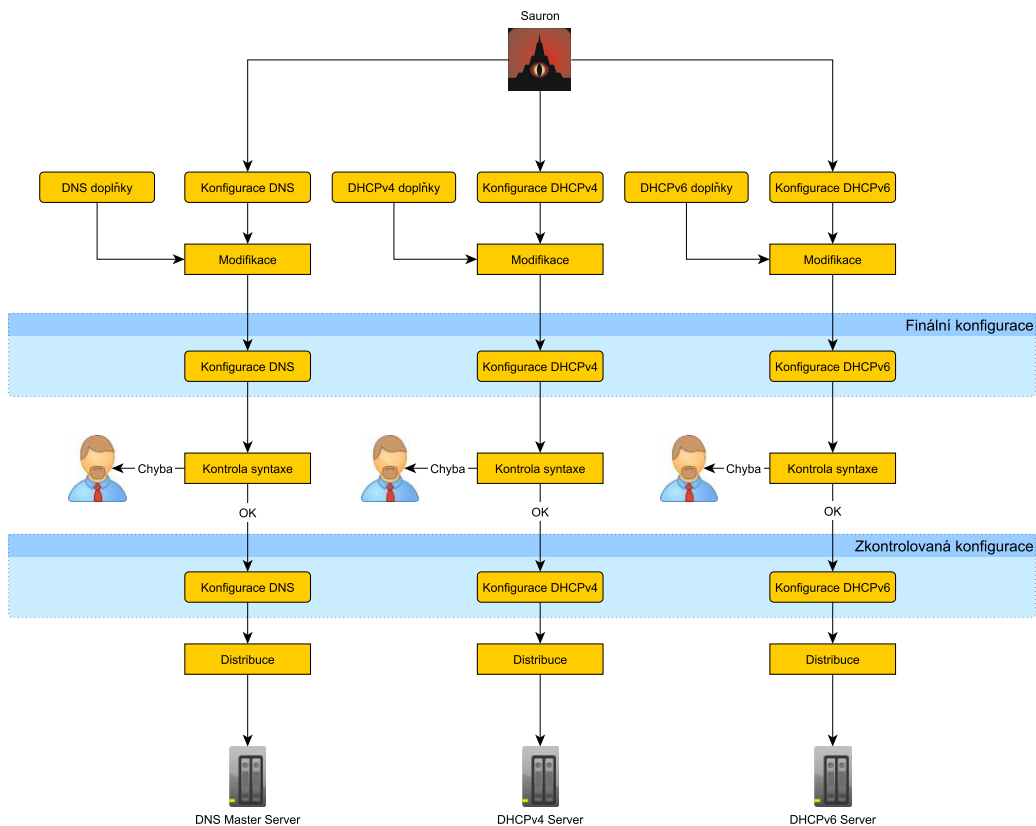 Sauron
DNS doplňky
Konfigurace DNS
DHCPv4 doplňky
Konfigurace DHCPv4
DHCPv6 doplňky
Konfigurace DHCPv6
Modifikace
Modifikace
Modifikace
Finální konfigurace
Konfigurace DNS
Konfigurace DHCPv4
Konfigurace DHCPv6
Chyba
Kontrola syntaxe
Chyba
Kontrola syntaxe
Chyba
Kontrola syntaxe
OK
OK
OK
Zkontrolovaná konfigurace
Konfigurace DNS
Konfigurace DHCPv4
Konfigurace DHCPv6
Distribuce
Distribuce
Distribuce
DNS Master Server
DHCPv4 Server
DHCPv6 Server